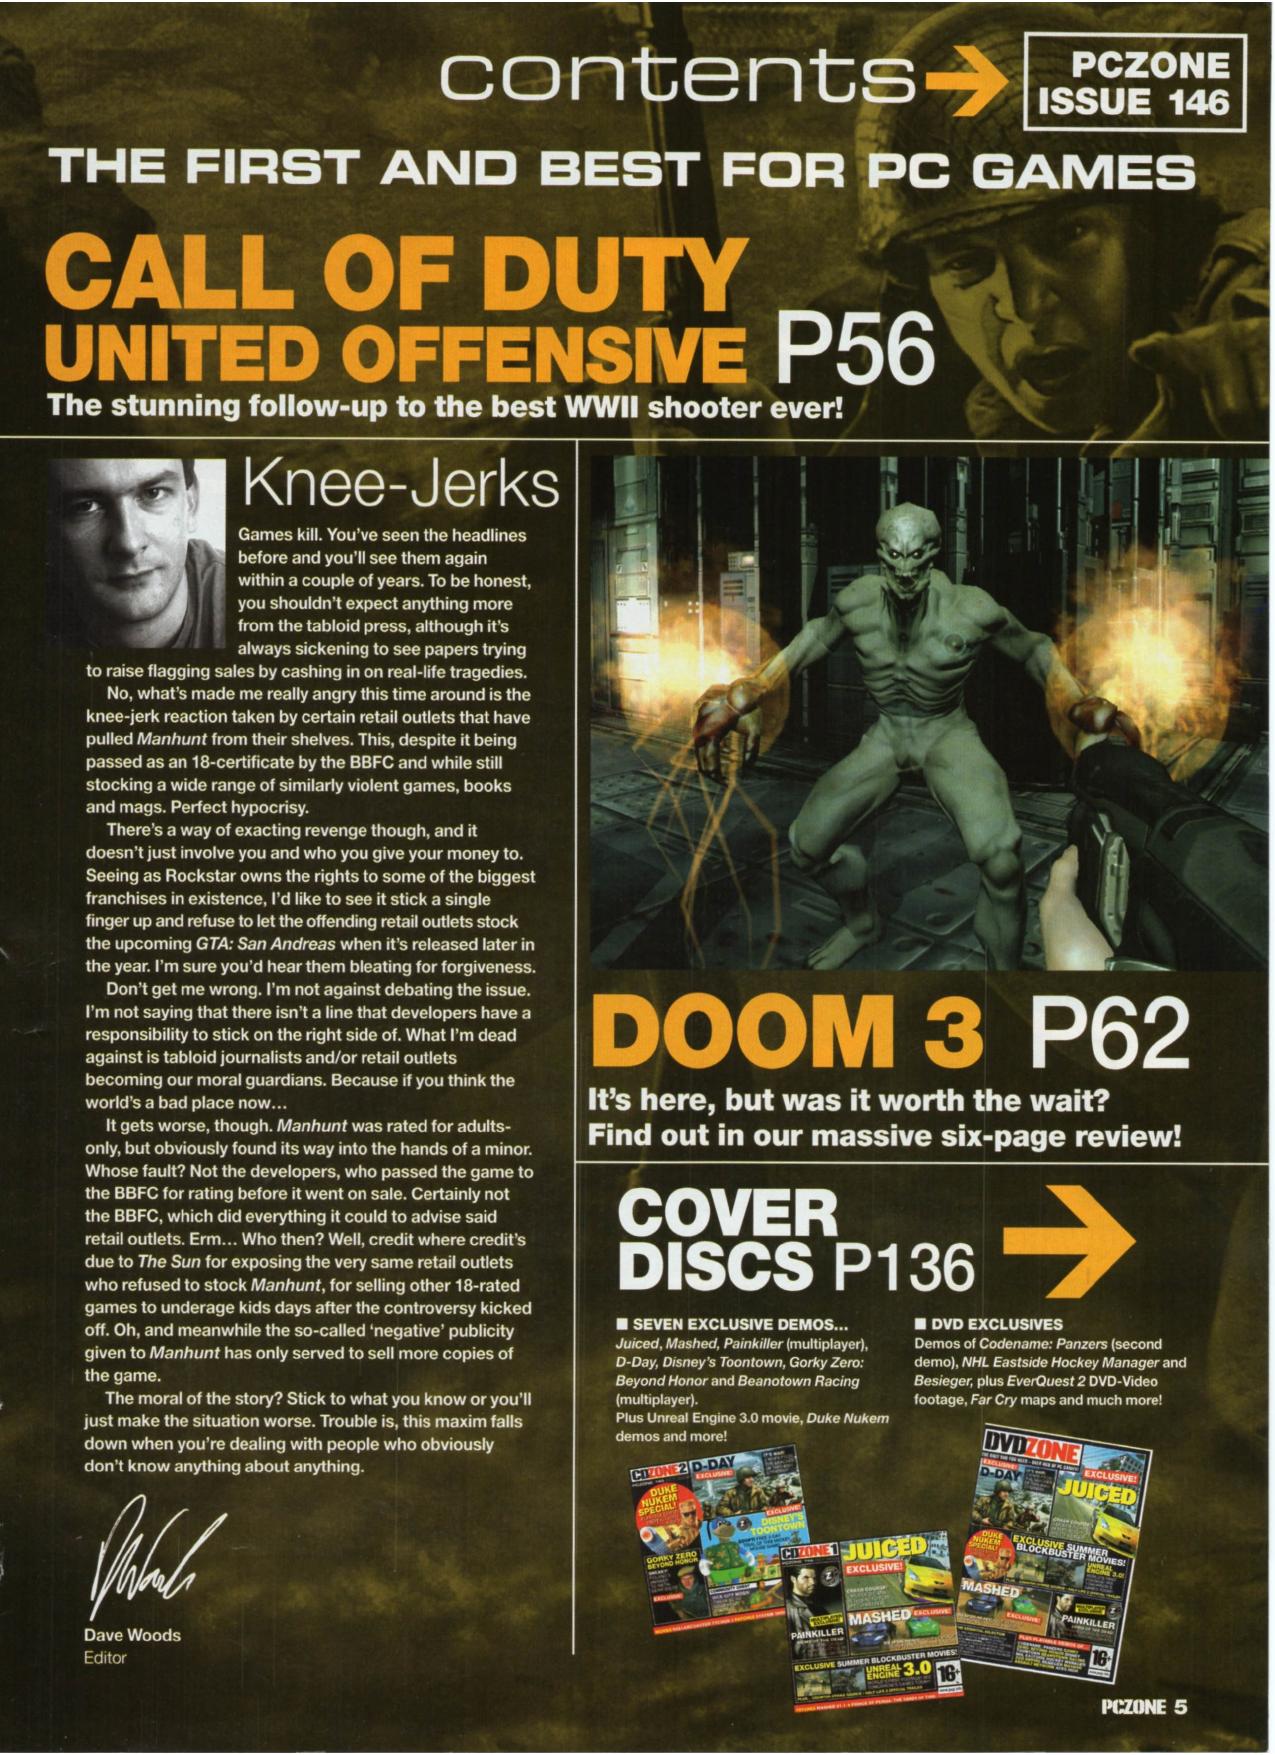 contents
PCZONE
ISSUE 146
THE FIRST AND BEST FOR PC GAMES
CALL OF DUTY
UNITED OFFENSIVE P56
The stunning follow-up to the best WWII shooter ever!
Knee-Jerks
Games kill. You've seen the headlines
before and you'll see them again
within a couple of years. To be honest,
you shouldn't expect anything more
from the tabloid press, although it's
always sickening to see papers trying
to raise flagging sales by cashing in on real-life tragedies.
No, what's made me really angry this time around is the
knee-jerk reaction taken by certain retail outlets that have
pulled Manhunt from their shelves. This, despite it being
passed as an 18-certificate by the BBFC and while still
stocking a wide range of similarly violent games, books
and mags. Perfect hypocrisy.
There's a way of exacting revenge though, and it
doesn't just involve you and who you give your money to.
Seeing as Rockstar owns the rights to some of the biggest
franchises in existence, I'd like to see it stick a single
finger up and refuse to let the offending retail outlets stock
the upcoming GTA: San Andreas when it's released later in
the year. I'm sure you'd hear them bleating for forgiveness.
Don't get me wrong. I'm not against debating the issue.
I'm not saying that there isn't a line that developers have a
responsibility to stick on the right side of. What I'm dead
against is tabloid journalists and/or retail outlets
becoming our moral guardians. Because if you think the
world's a bad place now...
It gets worse, though. Manhunt was rated for adults-
only, but obviously found its way into the hands of a minor.
Whose fault? Not the developers, who passed the game to
the BBFC for rating before it went on sale. Certainly not
the BBFC, which did everything it could to advise said
retail outlets. Erm... Who then? Well, credit where credit's
due to The Sun for exposing the very same retail outlets
who refused to stock Manhunt, for selling other 18-rated
games to underage kids days after the controversy kicked
off. Oh, and meanwhile the so-called 'negative' publicity
given to Manhunt has only served to sell more copies of
the game.
The moral of the story? Stick to what you know or you'll
just make the situation worse. Trouble is, this maxim falls
down when you're dealing with people who obviously
don't know anything about anything.
Dave Woods
Editor
DOOM 3 P62
It's here, but was it worth the wait?
Find out in our massive six-page review!
COVER
DISCS P136
■ SEVEN EXCLUSIVE DEMOS...
Juiced, Mashed, Painkiller (multiplayer),
D-Day, Disney's Toontown, Gorky Zero:
Beyond Honor and Beanotown Racing
(multiplayer).
Plus Unreal Engine 3.0 movie, Duke Nukem
demos and more!
■ DVD EXCLUSIVES
Demos of Codename: Panzers (second
demo), NHL Eastside Hockey Manager and
Besieger, plus EverQuest 2 DVD-Video
footage, Far Cry maps and much more!
CDZONE2
D-DAY
EXCLUSIVE!
DUKE
NUKEM
SPECIAL!
EXCLUSIVE!
DISNEY'S
TOONTOWN
GORKY ZERO
BEYOND HONOR
EXCLUSIVE!
CDZONE1
JUICED
EXCLUSIVE!
MASHED
EXCLUSIVE!
PAINKILLER
EXCLUSIVE SUMMER BLOCKBUSTER MOVIES!
UNREAL
ENGINE 3.0
16+
DVDZONE
EXCLUSIVE!
D-DAY
EXCLUSIVE!
JUICED
DUKE
NUKEM
SPECIAL!
EXCLUSIVE SUMMER
BLOCKBUSTER MOVIES!
UNREAL
ENGINE 3.0!
MASHED
EXCLUSIVE!
PAINKILLER
16+
PCZONE 5